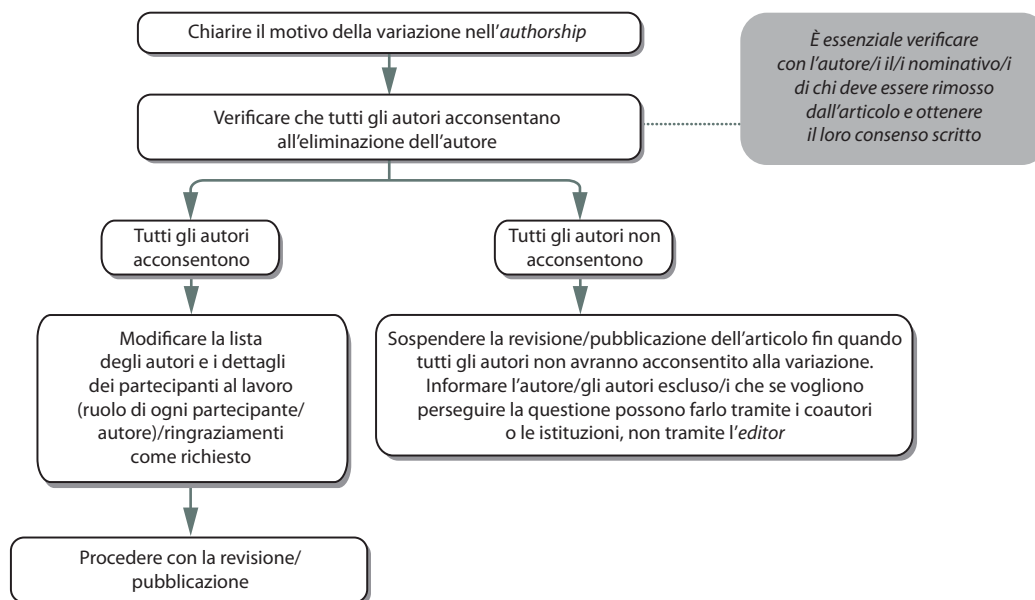 Chiarire il motivo della variazione nell’authorship
È essenziale verificare
con l’autore/i il/i nominativo/i
di chi deve essere rimosso
dall’articolo e ottenere
il loro consenso scritto
Verificare che tutti gli autori acconsentano
all’eliminazione dell’autore
Tutti gli autori
acconsentono
Tutti gli autori non
acconsentono
Modificare la lista
degli autori e i dettagli
dei partecipanti al lavoro
(ruolo di ogni partecipante/
autore)/ringraziamenti
come richiesto
Sospendere la revisione/pubblicazione dell’articolo fin quando
tutti gli autori non avranno acconsentito alla variazione.
Informare l’autore/gli autori escluso/i che se vogliono
perseguire la questione possono farlo tramite i coautori
o le istituzioni, non tramite l’editor
Procedere con la revisione/
pubblicazione